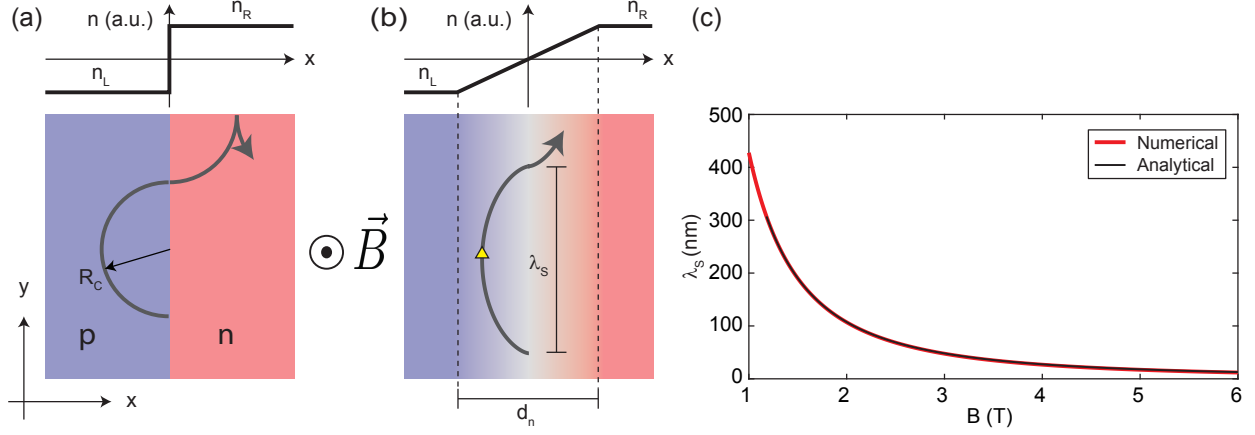 (a)
n (a.u.)
n_R
x
n_L
R_C
p
n
y
x
B⃗
(b)
n (a.u.)
n_R
x
n_L
λ_S
d_n
(c)
500
400
300
200
100
0
λ_S (nm)
Numerical
Analytical
1
2
3
4
5
6
B (T)